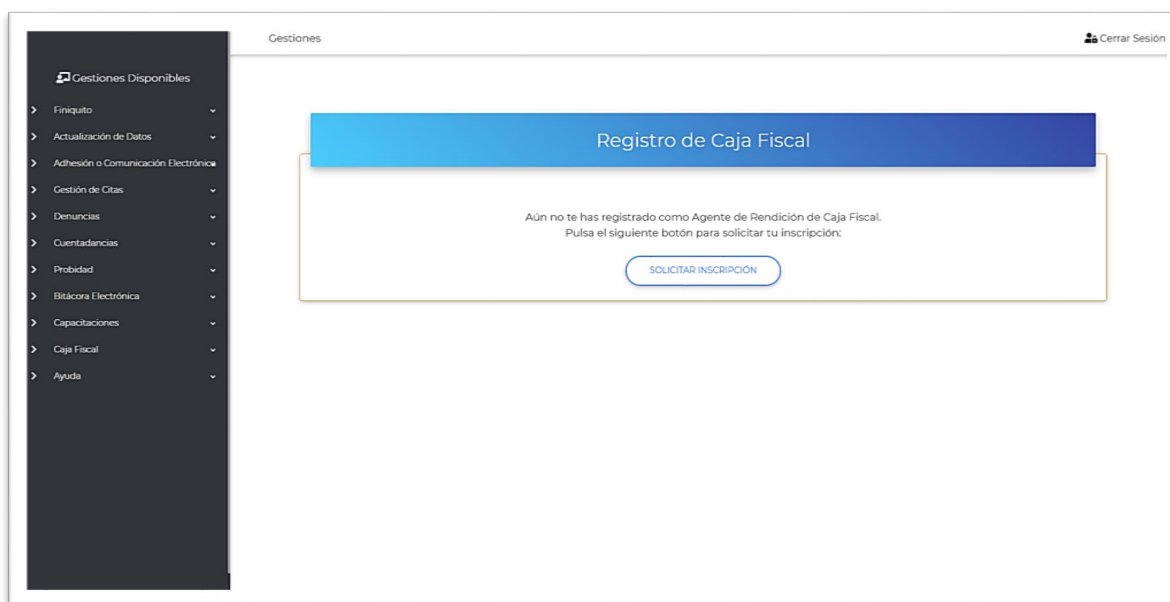 Gestiones
Cerrar Sesión
Gestiones Disponibles
Finiquito
Actualización de Datos
Adhesión o Comunicación Electrónica
Gestión de Citas
Denuncias
Cuentadancias
Probidad
Bitácora Electrónica
Capacitaciones
Caja Fiscal
Ayuda
Registro de Caja Fiscal
Aún no te has registrado como Agente de Rendición de Caja Fiscal.
Pulsa el siguiente botón para solicitar tu inscripción:
SOLICITAR INSCRIPCIÓN